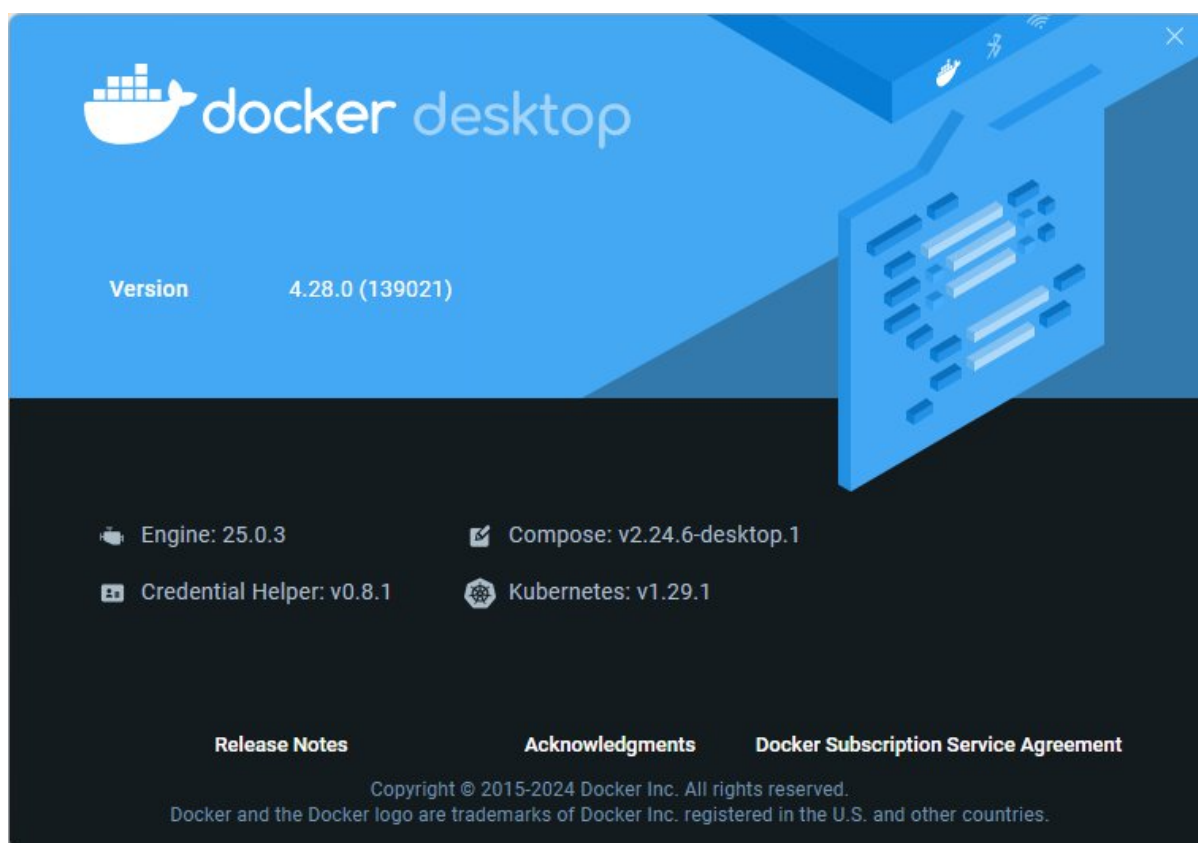 docker desktop
Version 4.28.0 (139021)
Engine: 25.0.3
Compose: v2.24.6-desktop.1
Credential Helper: v0.8.1
Kubernetes: v1.29.1
Release Notes
Acknowledgments
Docker Subscription Service Agreement
Copyright © 2015-2024 Docker Inc. All rights reserved.
Docker and the Docker logo are trademarks of Docker Inc. registered in the U.S. and other countries.